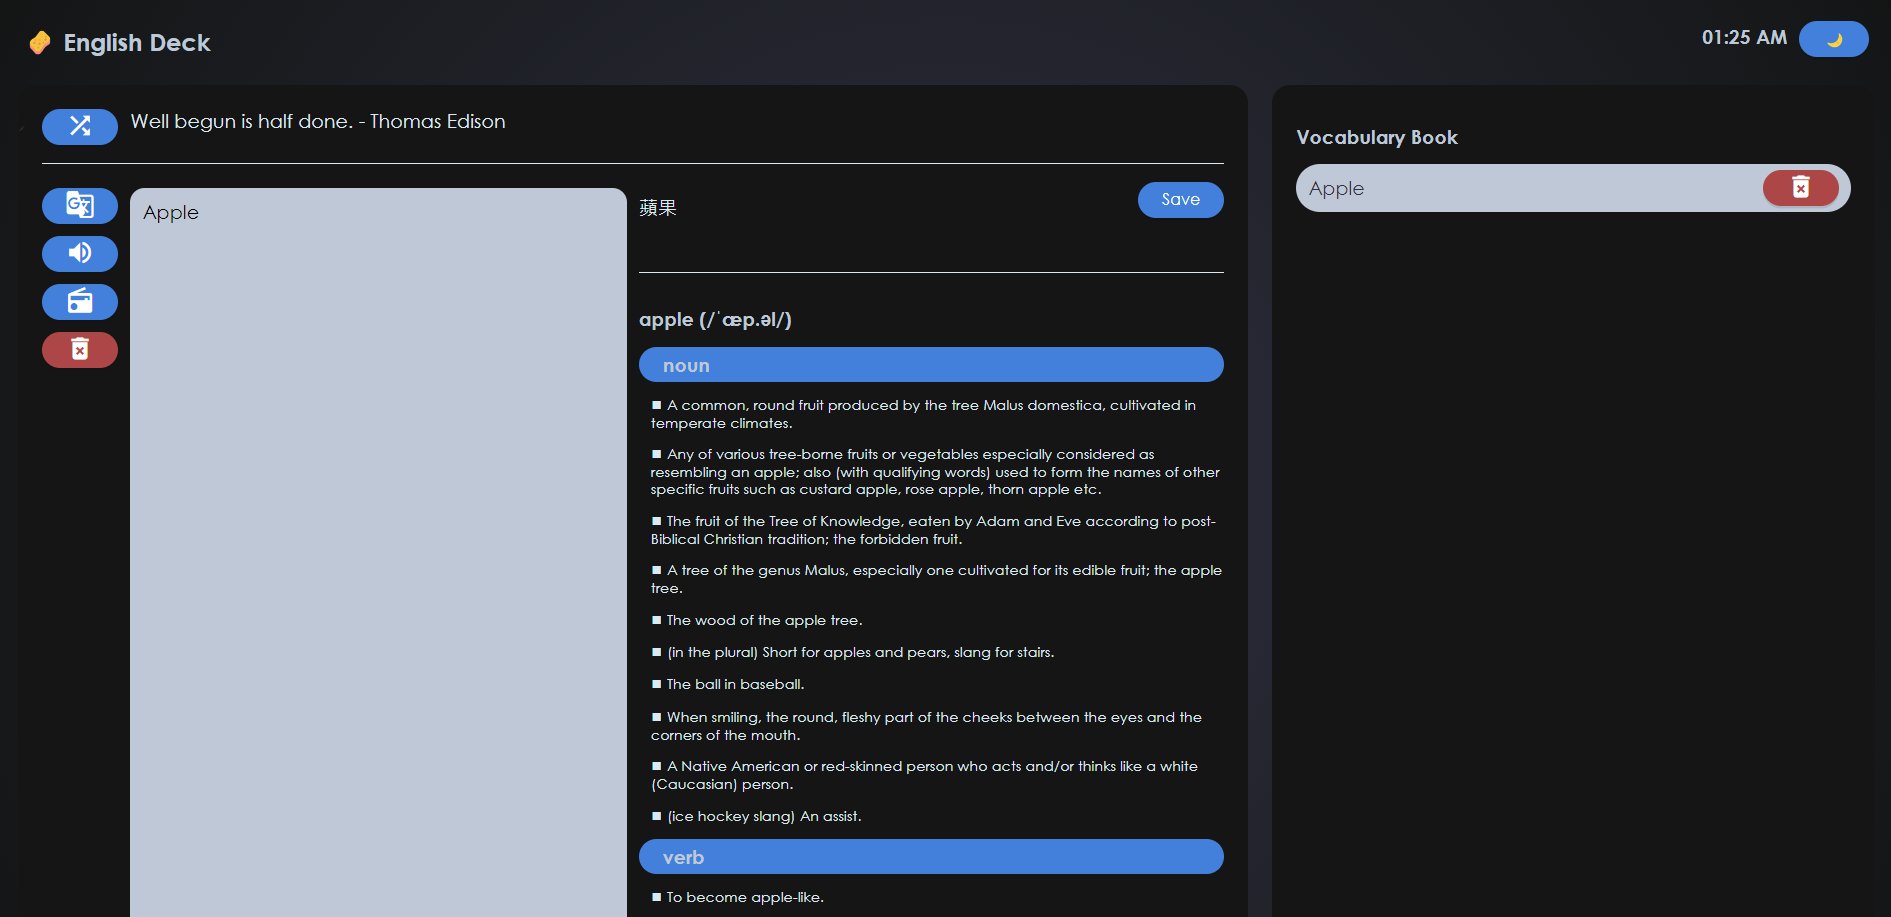 English Deck
01:25 AM
Well begun is half done. - Thomas Edison
Apple
蘋果
Save
apple (/ˈæp.əl/)
noun
■ A common, round fruit produced by the tree Malus domestica, cultivated in
temperate climates.
■ Any of various tree-borne fruits or vegetables especially considered as
resembling an apple; also (with qualifying words) used to form the names of other
specific fruits such as custard apple, rose apple, thorn apple etc.
■ The fruit of the Tree of Knowledge, eaten by Adam and Eve according to post-
Biblical Christian tradition; the forbidden fruit.
■ A tree of the genus Malus, especially one cultivated for its edible fruit; the apple
tree.
■ The wood of the apple tree.
■ (in the plural) Short for apples and pears, slang for stairs.
■ The ball in baseball.
■ When smiling, the round, fleshy part of the cheeks between the eyes and the
corners of the mouth.
■ A Native American or red-skinned person who acts and/or thinks like a white
(Caucasian) person.
■ (ice hockey slang) An assist.
verb
■ To become apple-like.
Vocabulary Book
Apple